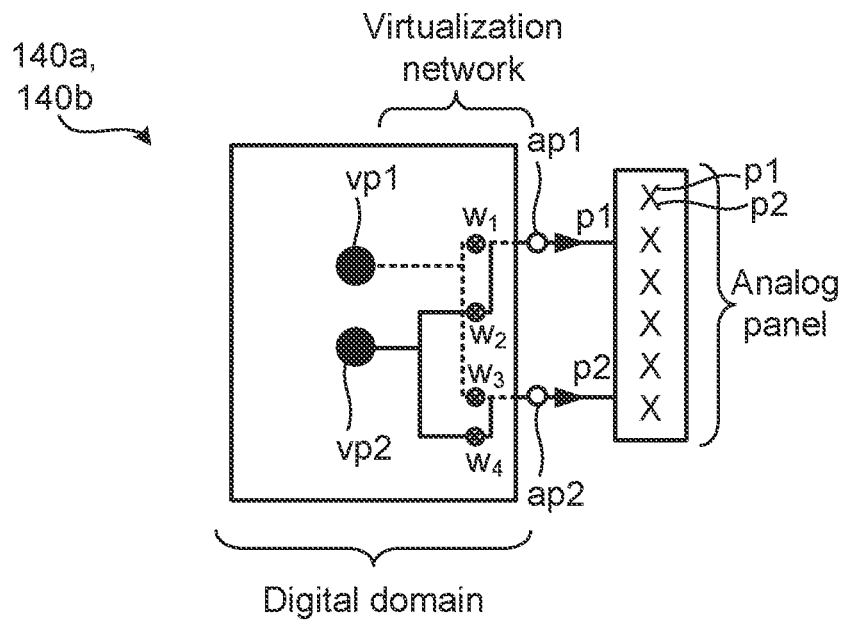 Virtualization
network
140a,
140b
ap1
vp1
p1
p2
w1
p1
w2
Analog
panel
w3
p2
vp2
w4
ap2
X
X
X
X
X
X
Digital domain